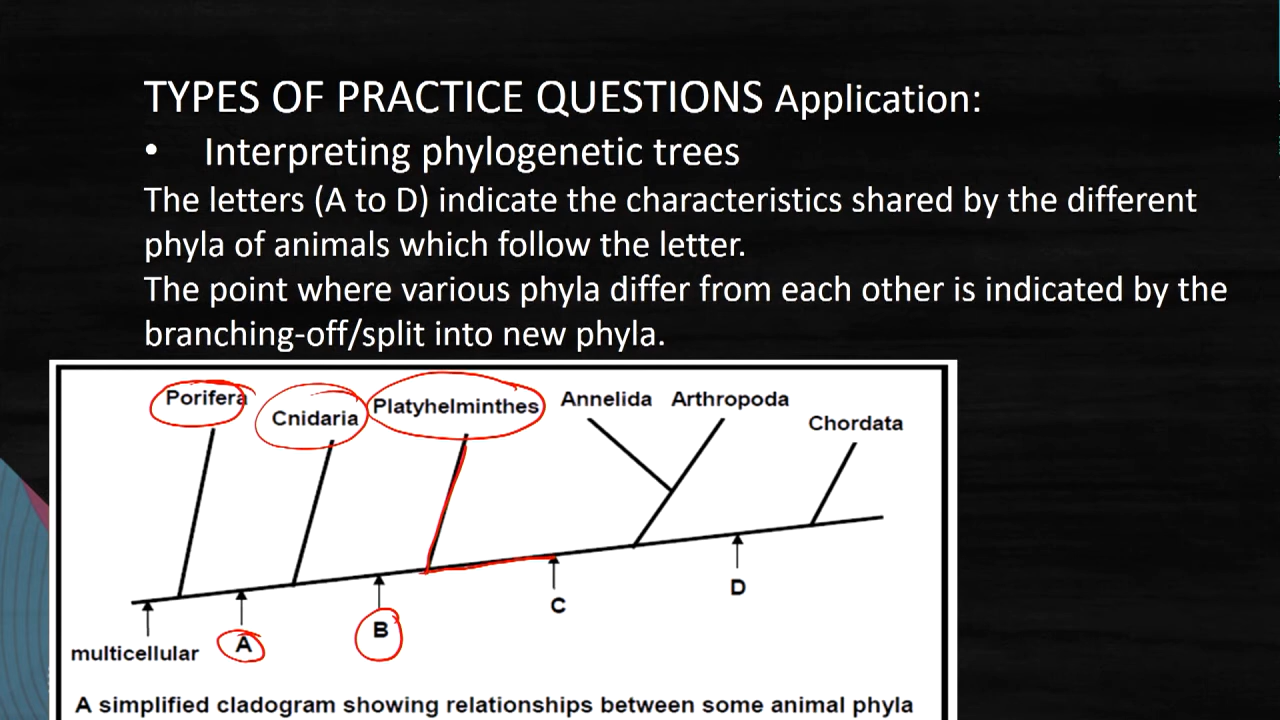 TYPES OF PRACTICE QUESTIONS Application:
• Interpreting phylogenetic trees
The letters (A to D) indicate the characteristics shared by the different
phyla of animals which follow the letter.
The point where various phyla differ from each other is indicated by the
branching-off/split into new phyla.
Porifera
Cnidaria
Platyhelminthes
Annelida
Arthropoda
Chordata
multicellular
A
B
C
D
A simplified cladogram showing relationships between some animal phyla